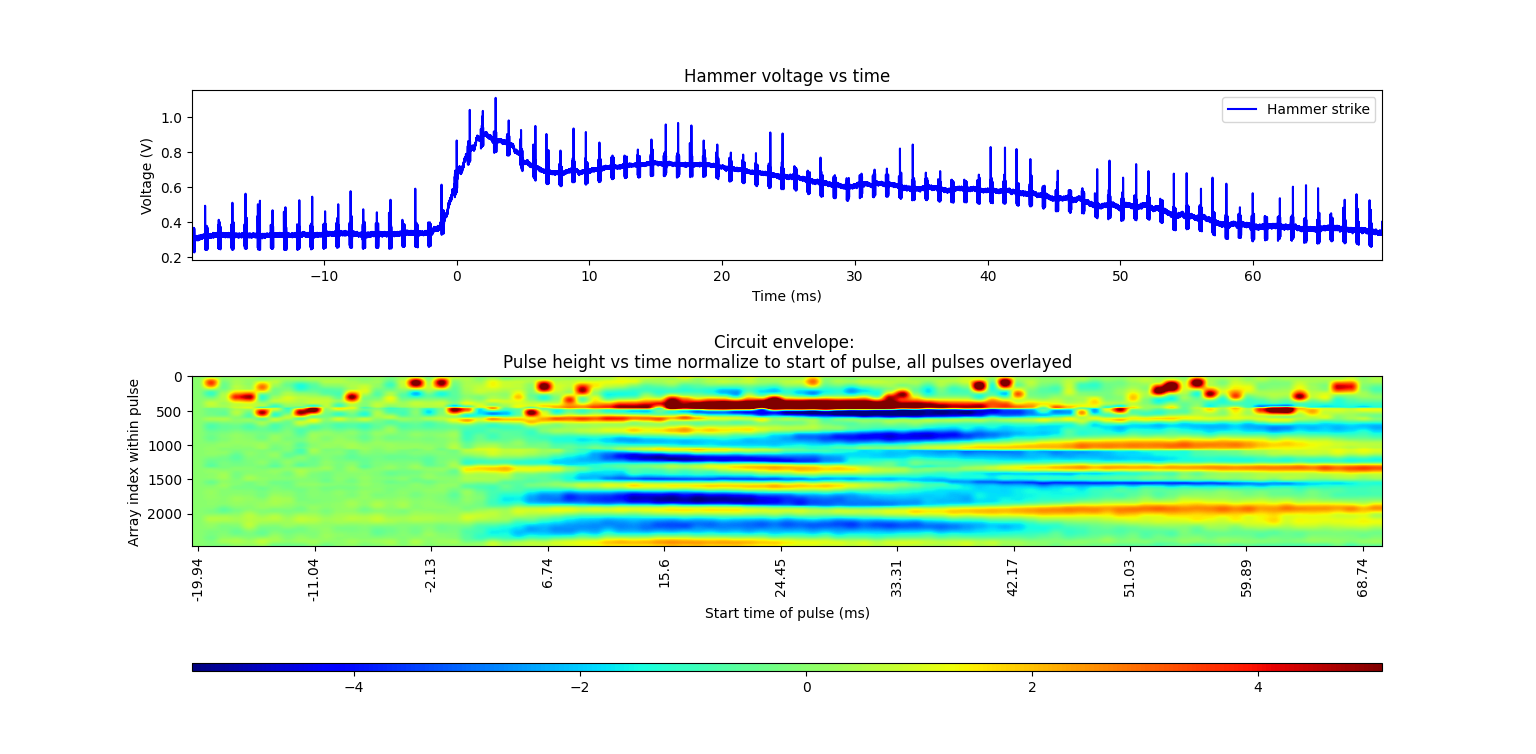 Hammer voltage vs time
Hammer strike
Voltage (V)
1.0
0.8
0.6
0.4
0.2
−10 0 10 20 30 40 50 60
Time (ms)
Circuit envelope:
Pulse height vs time normalize to start of pulse, all pulses overlayed
Array index within pulse
0
500
1000
1500
2000
-19.94 -11.04 -2.13 6.74 15.6 24.45 33.31 42.17 51.03 59.89 68.74
Start time of pulse (ms)
−4 −2 0 2 4